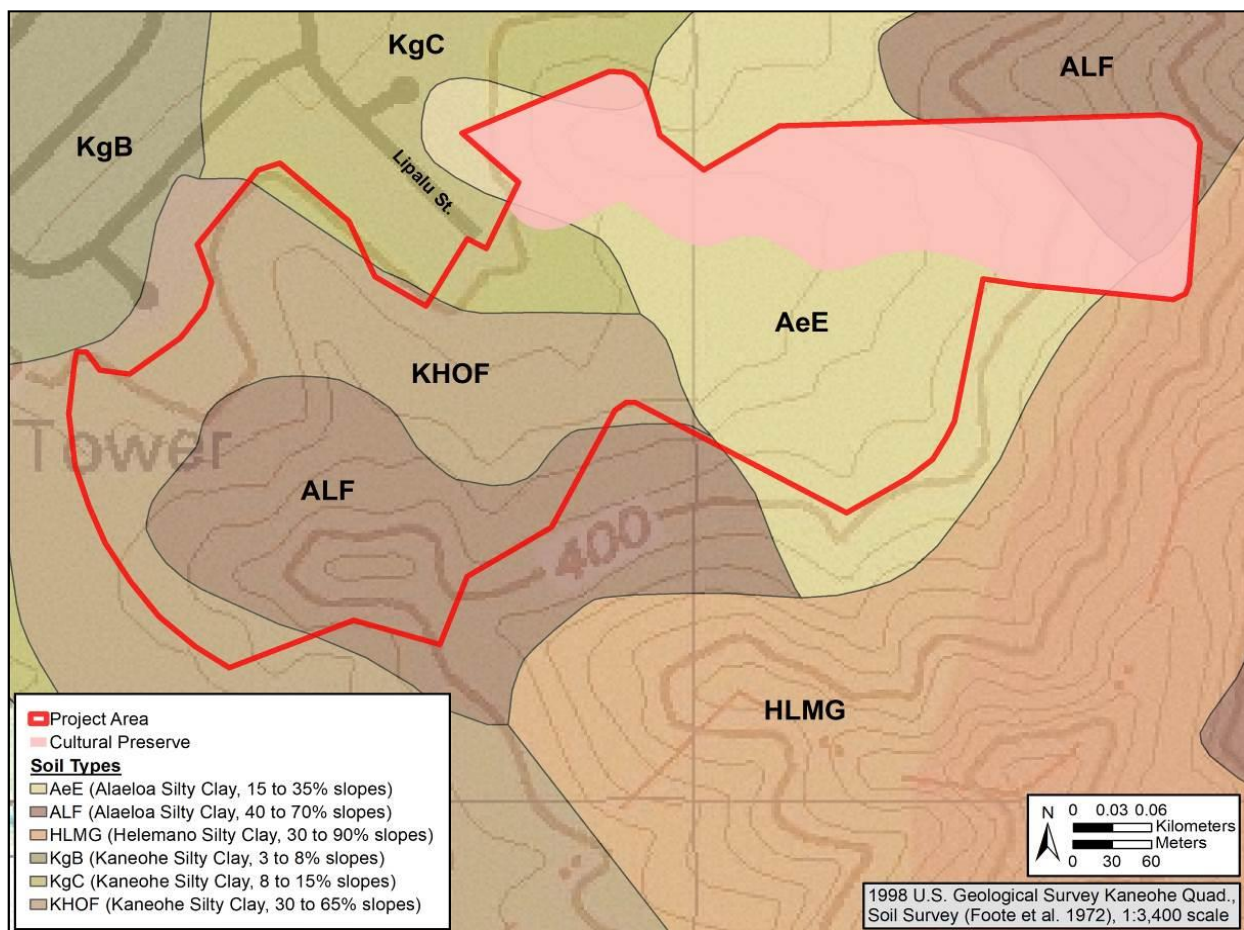 KgC
ALF
KgB
Lipalu St.
AeE
KHOF
Tower
ALF
400
HLMG
Project Area
Cultural Preserve
Soil Types
AeE (Alaeloa Silty Clay, 15 to 35% slopes)
ALF (Alaeloa Silty Clay, 40 to 70% slopes)
HLMG (Helemano Silty Clay, 30 to 90% slopes)
KgB (Kaneohe Silty Clay, 3 to 8% slopes)
KgC (Kaneohe Silty Clay, 8 to 15% slopes)
KHOF (Kaneohe Silty Clay, 30 to 65% slopes)
N
0 0.03 0.06
Kilometers
Meters
0 30 60
1998 U.S. Geological Survey Kaneohe Quad.,
Soil Survey (Foote et al. 1972), 1:3,400 scale